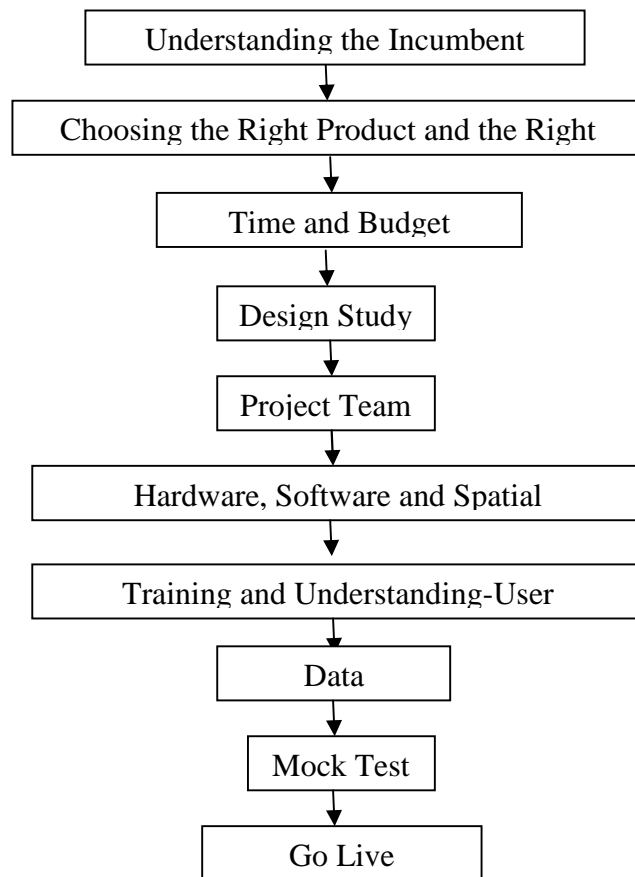 Understanding the Incumbent
Choosing the Right Product and the Right
Time and Budget
Design Study
Project Team
Hardware, Software and Spatial
Training and Understanding-User
Data
Mock Test
Go Live